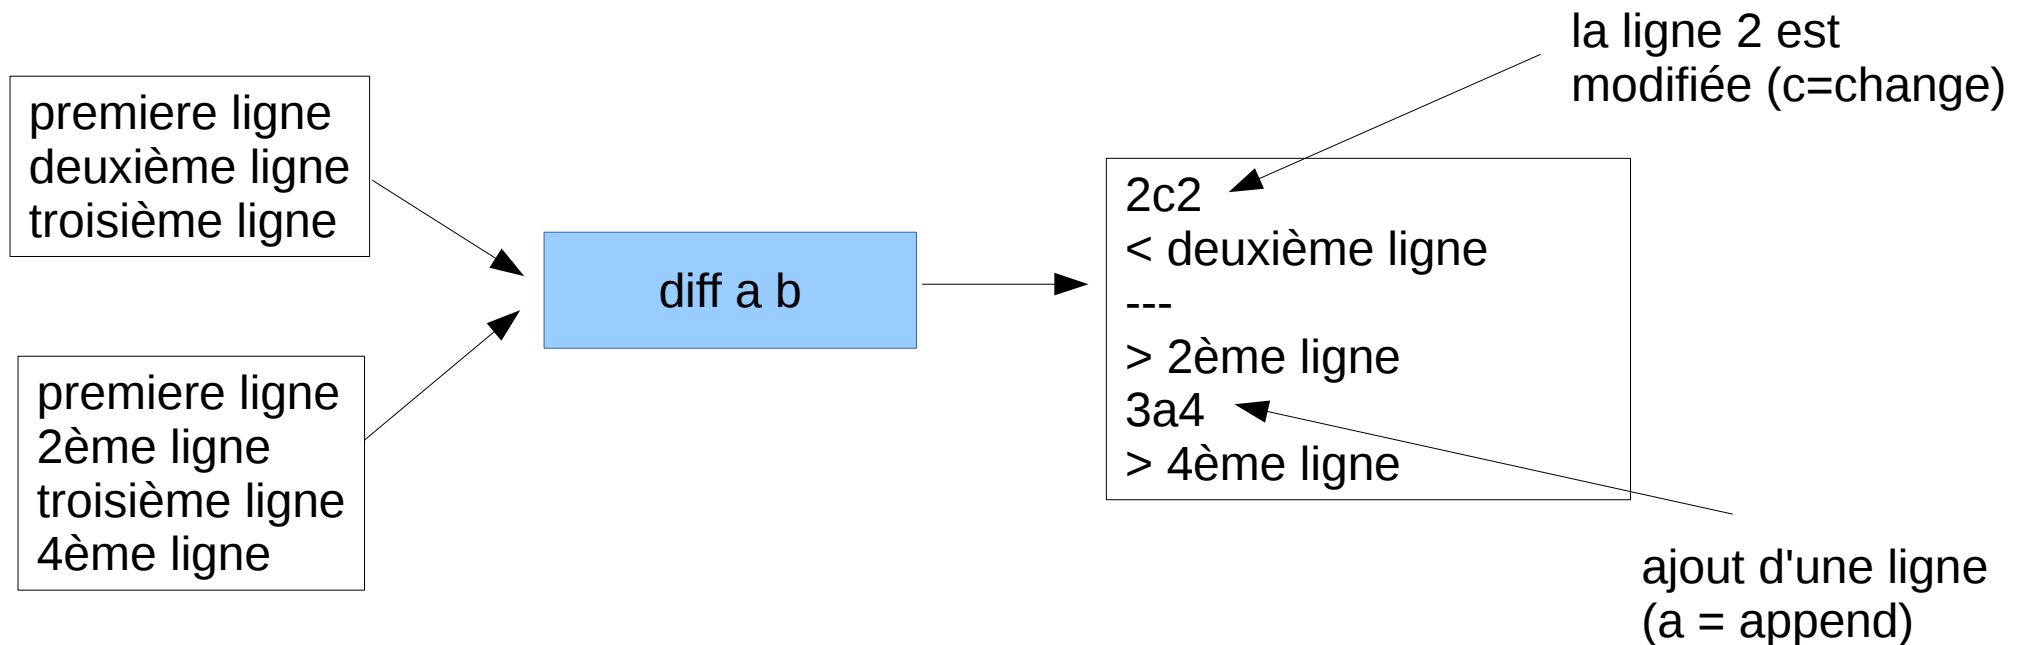 la ligne 2 est
modifiée (c=change)
premiere ligne
deuxième ligne
troisième ligne
premiere ligne
2ème ligne
troisième ligne
4ème ligne
diff a b
2c2
< deuxième ligne
---
> 2ème ligne
3a4
> 4ème ligne
ajout d'une ligne
(a = append)